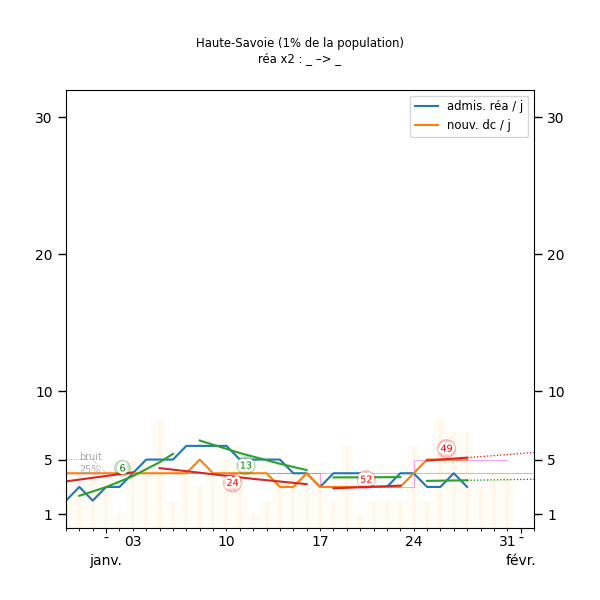 Haute-Savoie (1% de la population)
réa x2 : _ –> _
admis. réa / j
nouv. dc / j
30 30
20 20
10 10
5 5
1 1
bruit
25%
6
13
24
52
49
03 10 17 24 31
janv. févr.